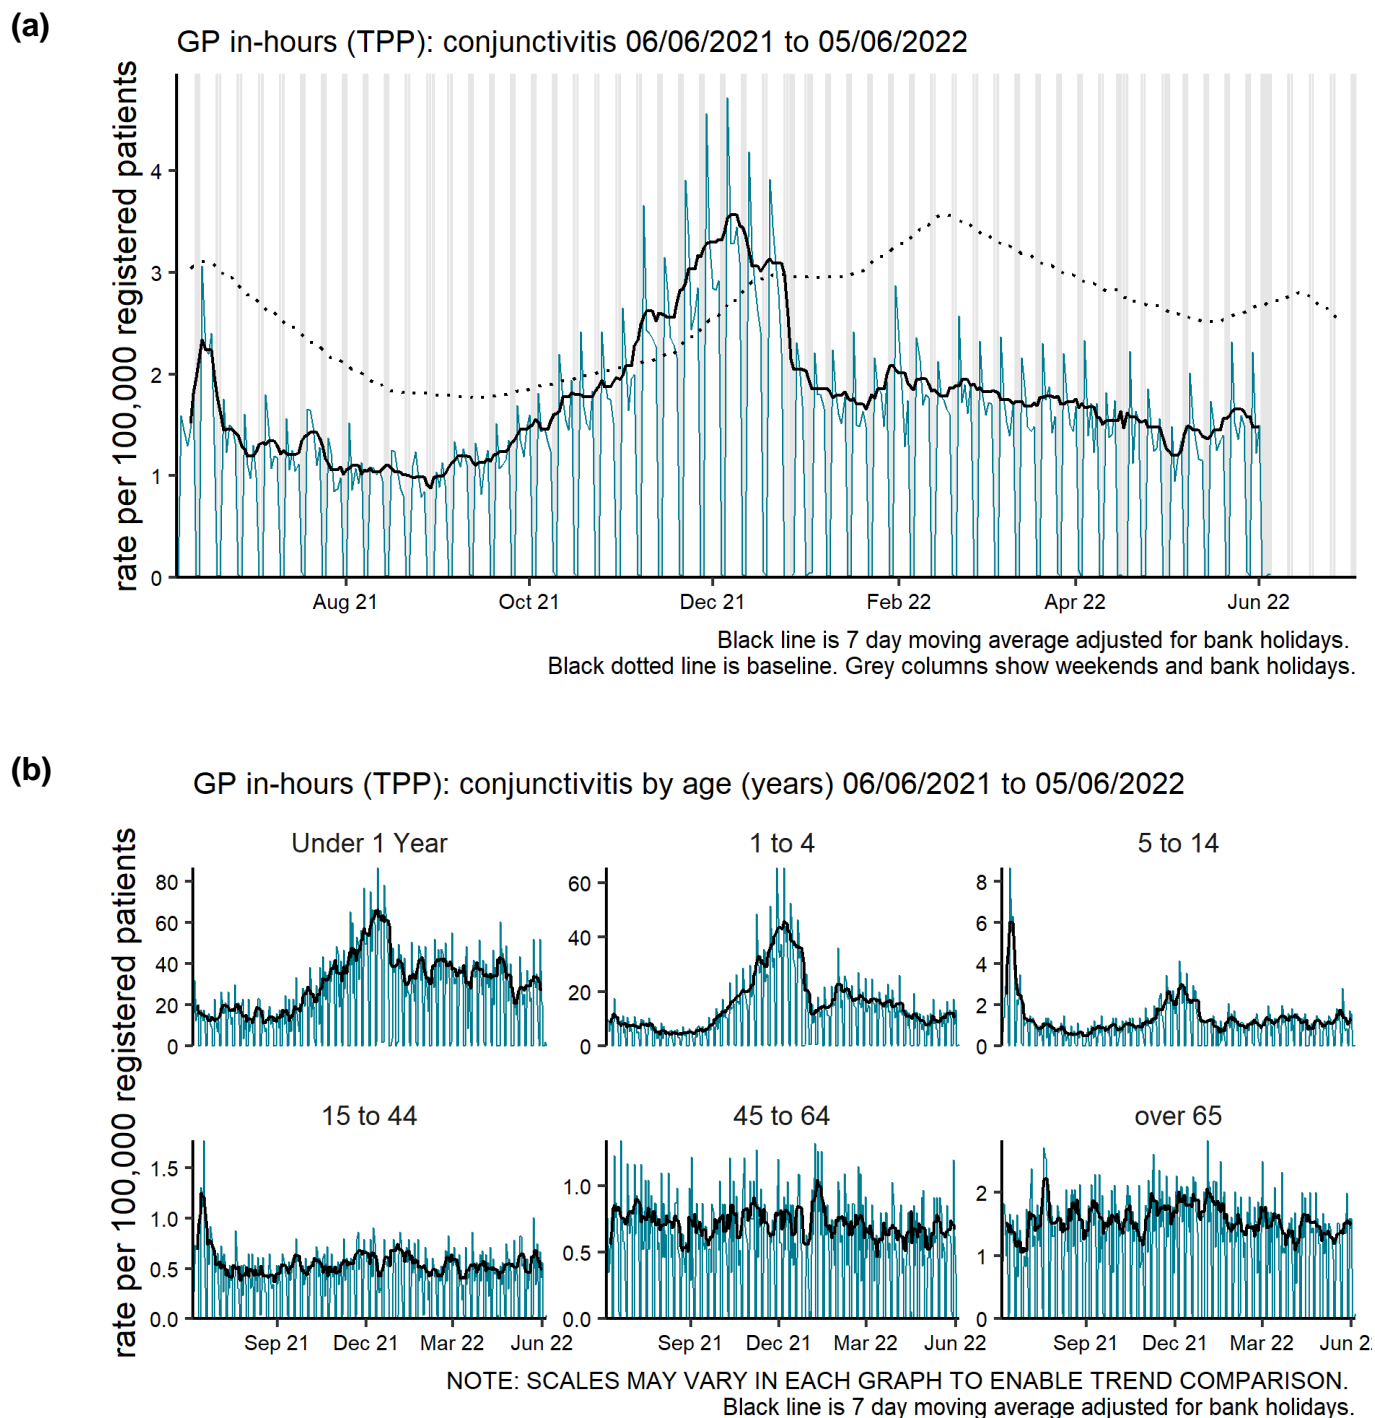 (a)
GP in-hours (TPP): conjunctivitis 06/06/2021 to 05/06/2022
rate per 100,000 registered patients
4
3
2
1
0
Aug 21 Oct 21 Dec 21 Feb 22 Apr 22 Jun 22
Black line is 7 day moving average adjusted for bank holidays.
Black dotted line is baseline. Grey columns show weekends and bank holidays.
(b)
GP in-hours (TPP): conjunctivitis by age (years) 06/06/2021 to 05/06/2022
rate per 100,000 registered patients
Under 1 Year
80
60
40
20
0
1 to 4
60
40
20
0
5 to 14
8
6
4
2
0
15 to 44
1.5
1.0
0.5
0.0
Sep 21 Dec 21 Mar 22 Jun 22
45 to 64
1.0
0.5
0.0
Sep 21 Dec 21 Mar 22 Jun 22
over 65
2
1
0
Sep 21 Dec 21 Mar 22 Jun 2
NOTE: SCALES MAY VARY IN EACH GRAPH TO ENABLE TREND COMPARISON.
Black line is 7 day moving average adjusted for bank holidays.